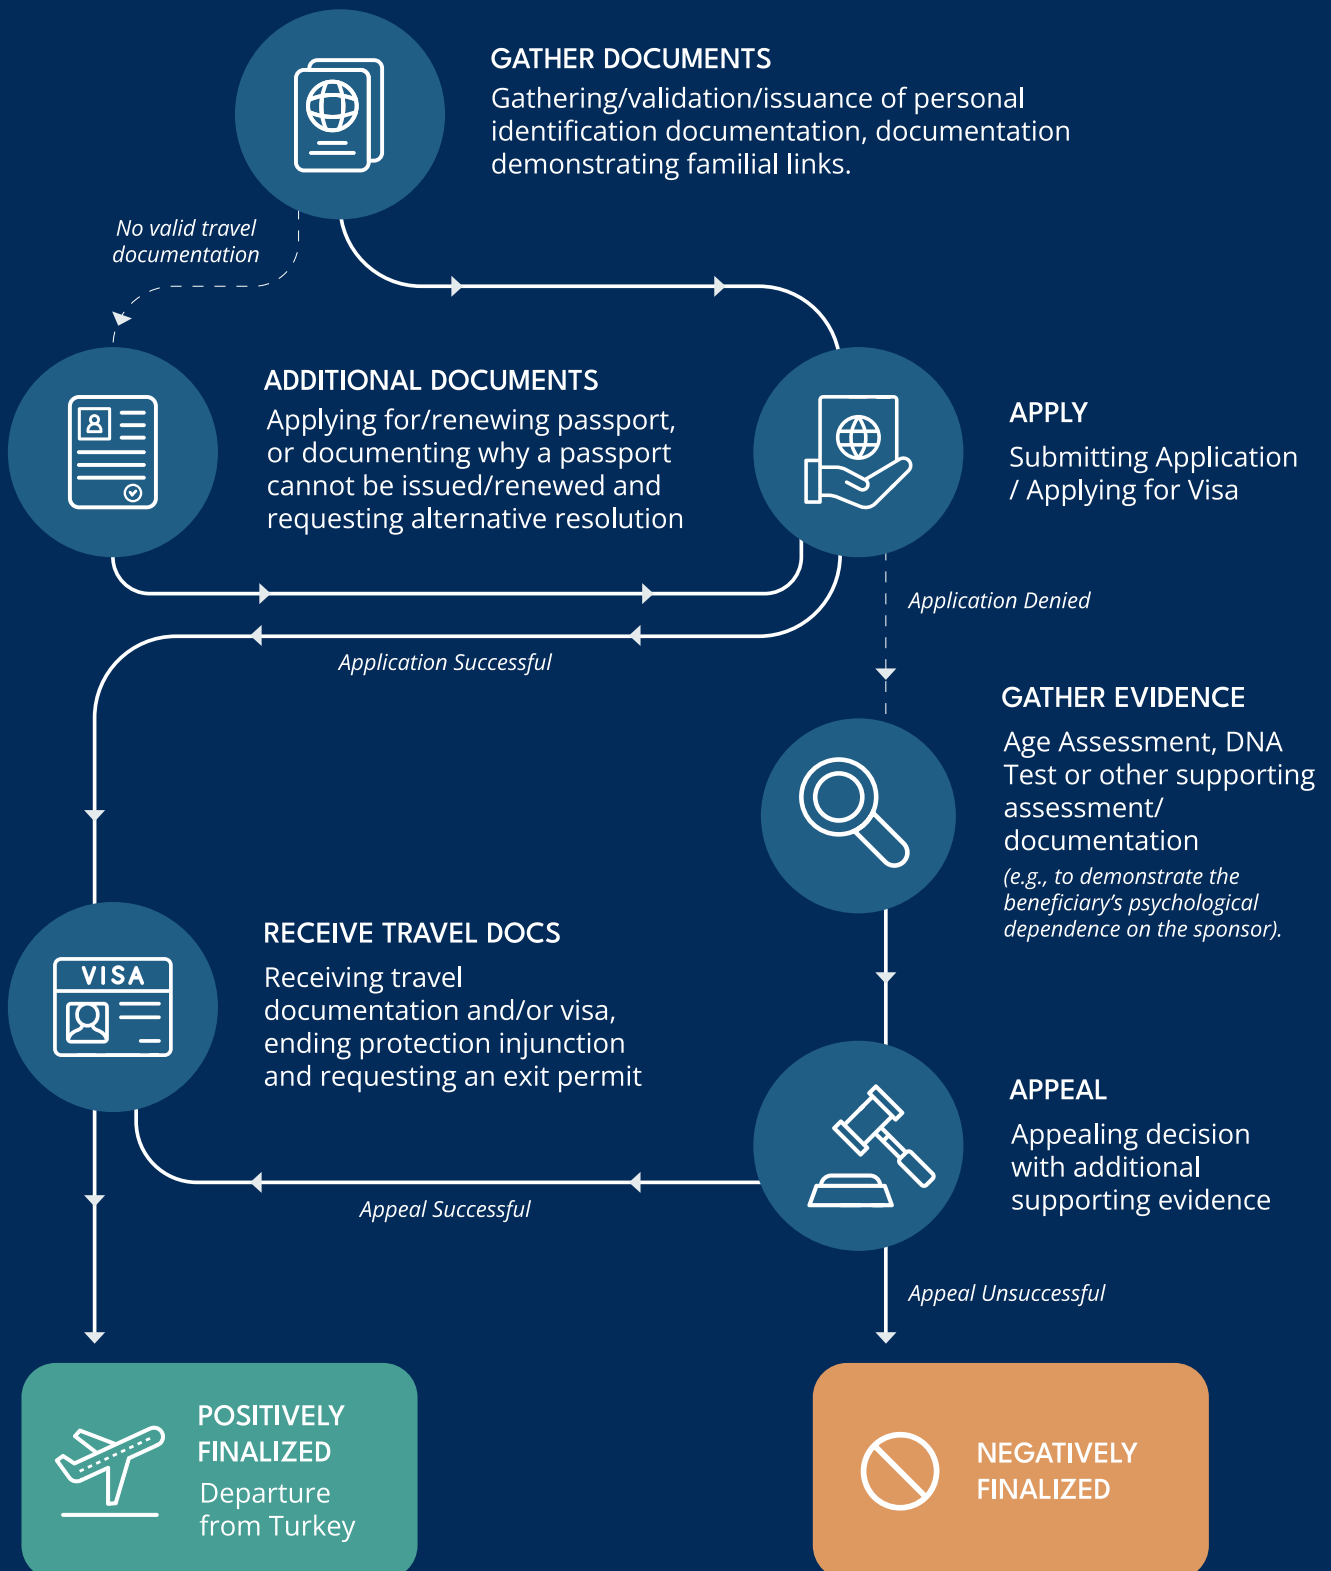 GATHER DOCUMENTS
Gathering/validation/issuance of personal
identification documentation, documentation
demonstrating familial links.
No valid travel
documentation
ADDITIONAL DOCUMENTS
Applying for/renewing passport,
or documenting why a passport
cannot be issued/renewed and
requesting alternative resolution
APPLY
Submitting Application
/ Applying for Visa
Application Denied
Application Successful
GATHER EVIDENCE
Age Assessment, DNA
Test or other supporting
assessment/
documentation
(e.g., to demonstrate the
beneficiary's psychological
dependence on the sponsor).
VISA
RECEIVE TRAVEL DOCS
Receiving travel
documentation and/or visa,
ending protection injunction
and requesting an exit permit
APPEAL
Appealing decision
with additional
supporting evidence
Appeal Successful
Appeal Unsuccessful
POSITIVELY
FINALIZED
Departure
from Turkey
NEGATIVELY
FINALIZED